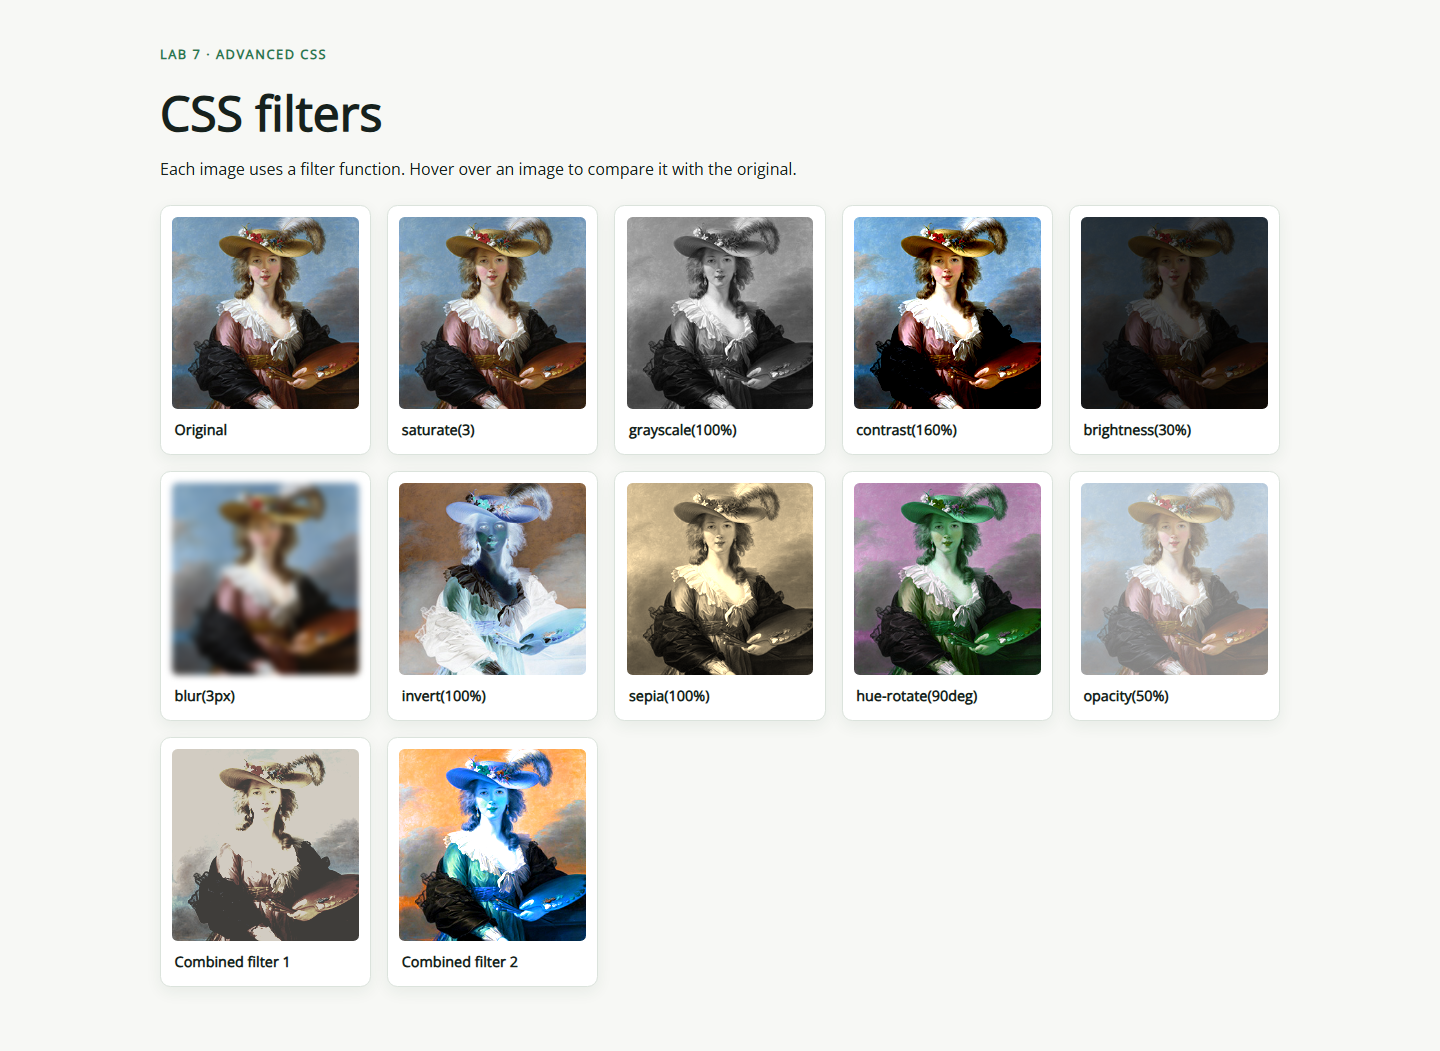 LAB 7 · ADVANCED CSS
CSS filters
Each image uses a filter function. Hover over an image to compare it with the original.
Original
saturate(3)
grayscale(100%)
contrast(160%)
brightness(30%)
blur(3px)
invert(100%)
sepia(100%)
hue-rotate(90deg)
opacity(50%)
Combined filter 1
Combined filter 2